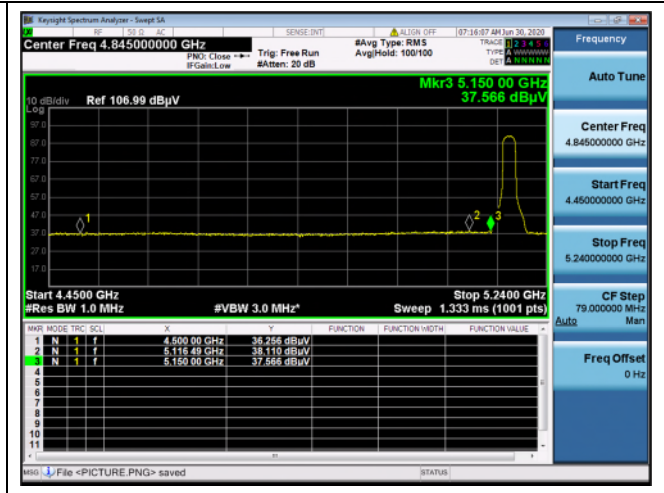 Keysight Spectrum Analyzer - Swept SA
RF 50 Ω AC SENSE:INT ALIGN OFF 07:16:07 AM Jun 30, 2020
Center Freq 4.845000000 GHz
PNO: Close
IFGain:Low
Trig: Free Run
#Atten: 20 dB
#Avg Type: RMS
Avg|Hold: 100/100
TRACE 1 2 3 4 5 6
TYPE A WWWWW
DET A N N N N N
Mkr3 5.150 00 GHz
37.566 dBµV
10 dB/div Ref 106.99 dBµV
Log
97.0
87.0
77.0
67.0
57.0
47.0
37.0
27.0
17.0
1
2
3
Start 4.4500 GHz Stop 5.2400 GHz
#Res BW 1.0 MHz #VBW 3.0 MHz* Sweep 1.333 ms (1001 pts)
MKR MODE TRC SCL X Y FUNCTION FUNCTION WIDTH FUNCTION VALUE
1 N 1 f 4.500 00 GHz 36.256 dBµV
2 N 1 f 5.116 49 GHz 38.110 dBµV
3 N 1 f 5.150 00 GHz 37.566 dBµV
4
5
6
7
8
9
10
11
MSG File <PICTURE.PNG> saved STATUS
Frequency
Auto Tune
Center Freq
4.845000000 GHz
Start Freq
4.450000000 GHz
Stop Freq
5.240000000 GHz
CF Step
79.000000 MHz
Auto Man
Freq Offset
0 Hz